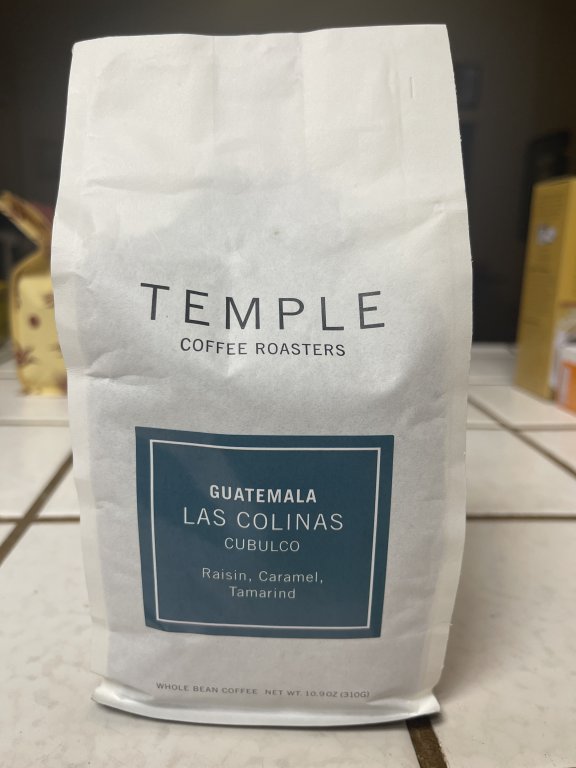 TEMPLE
COFFEE ROASTERS
GUATEMALA
LAS COLINAS
CUBULCO
Raisin, Caramel,
Tamarind
WHOLE BEAN COFFEE NET WT. 10.9OZ (310G)